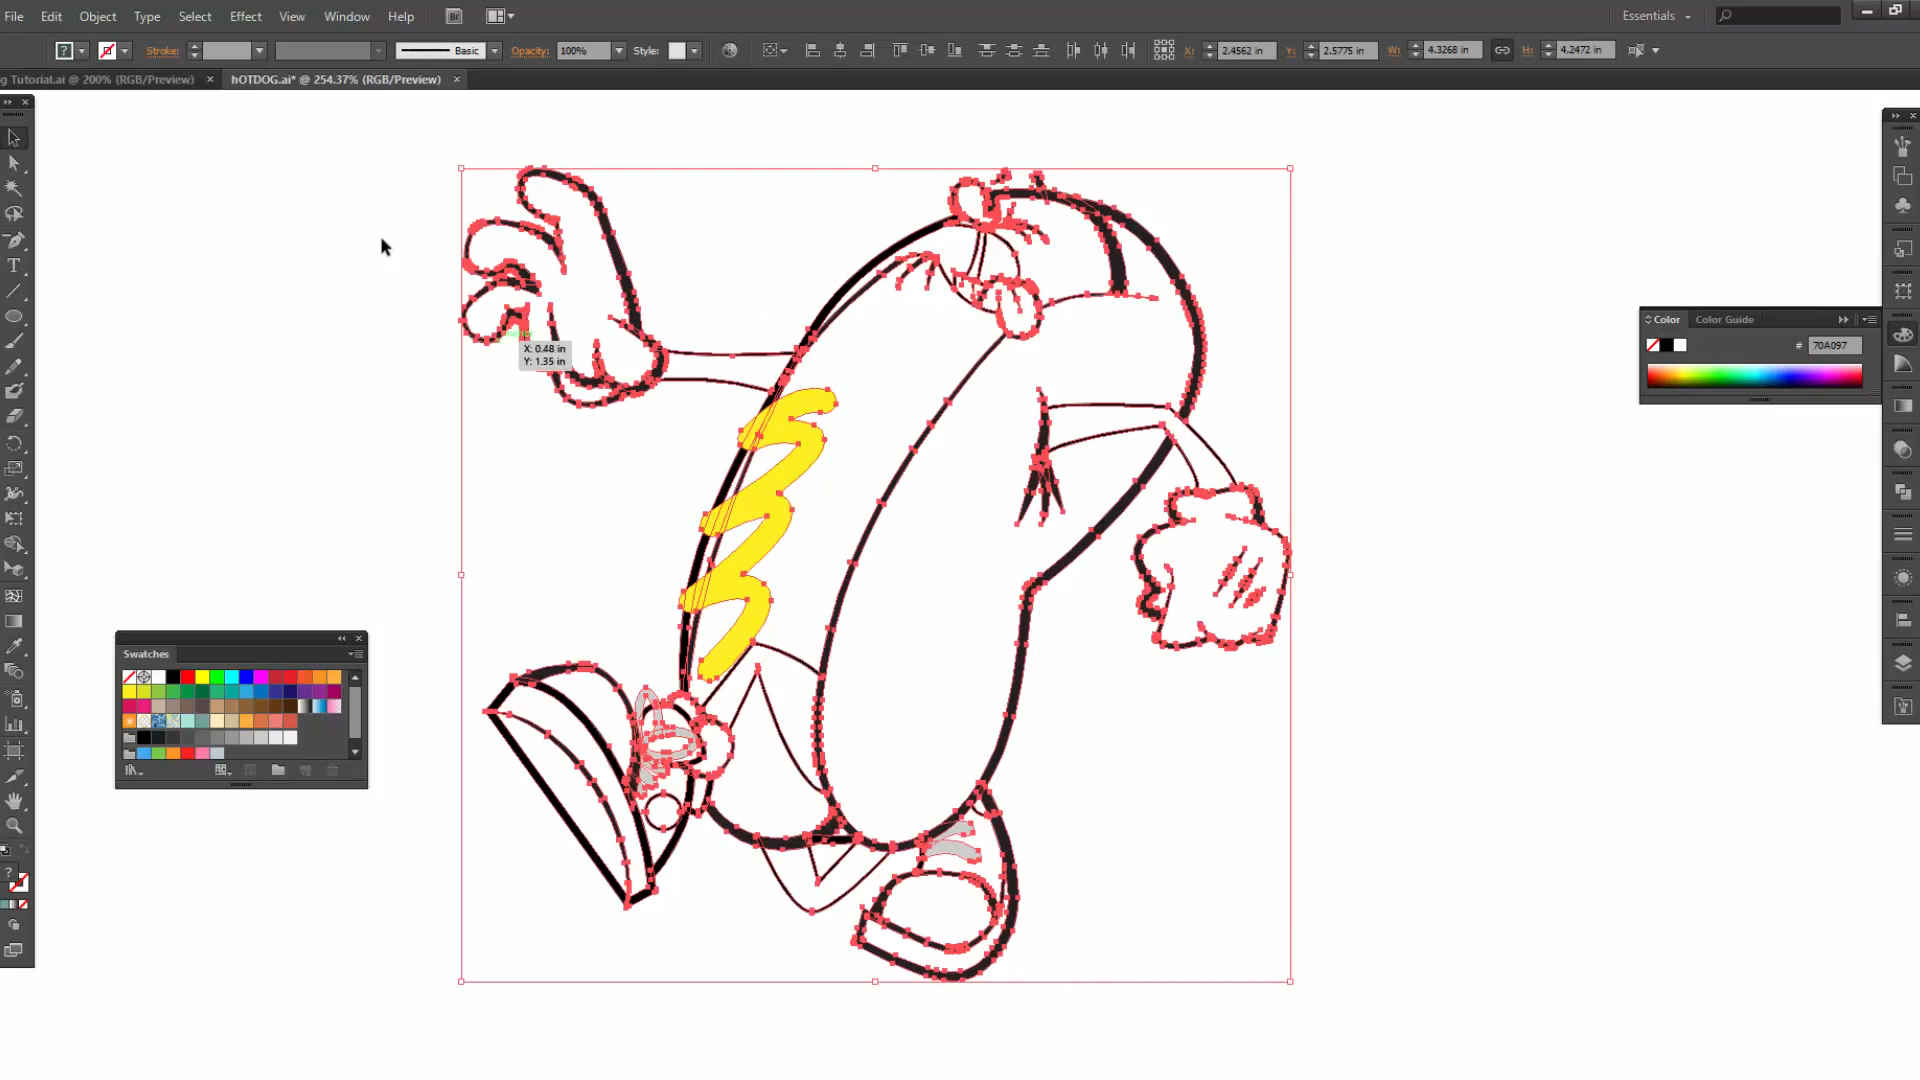 File Edit Object Type Select Effect View Window Help Br Essentials
? Stroke: Basic Opacity: 100% Style: X: 2.4562 in Y: 2.5775 in W: 4.3268 in H: 4.2472 in
g Tutorial.ai @ 200% (RGB/Preview) × hOTDOG.ai* @ 254.37% (RGB/Preview) ×
Color Color Guide
# 70A097
X: 0.48 in
Y: 1.35 in
Swatches
T
?